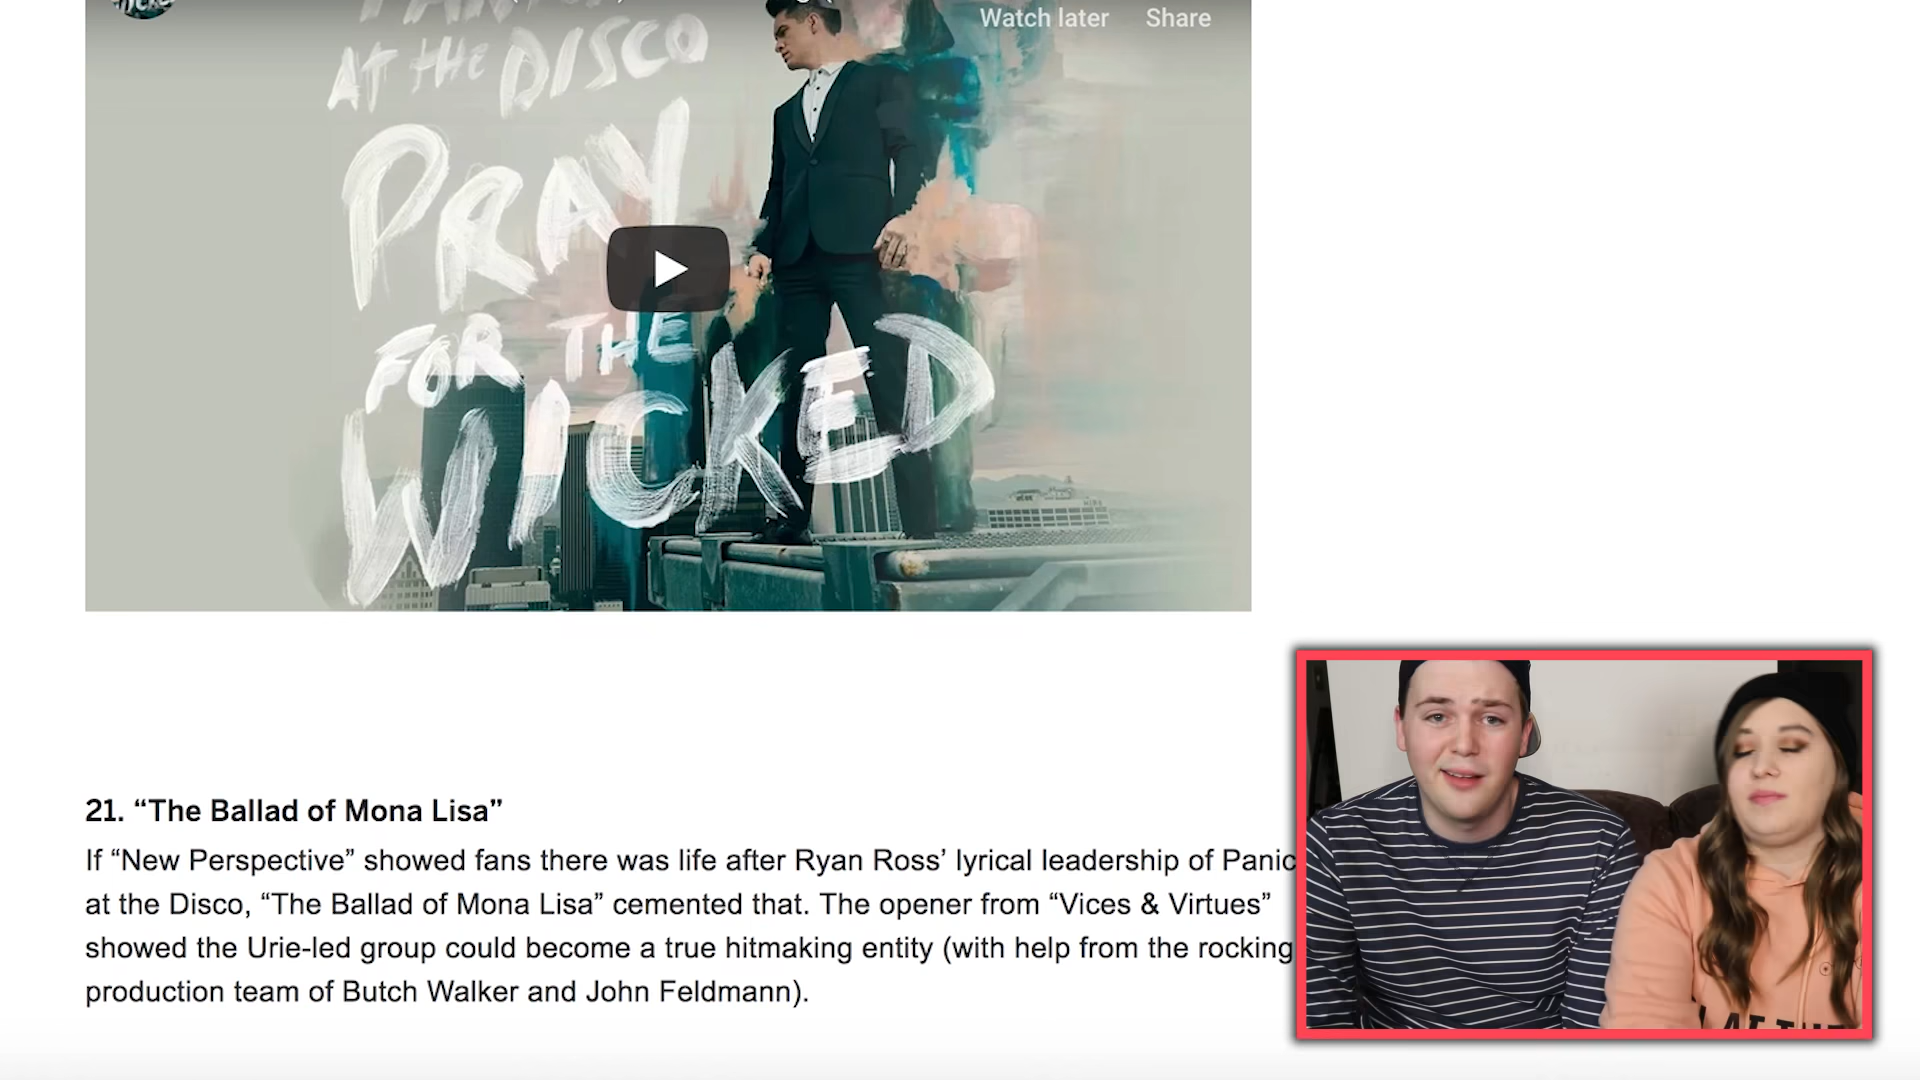 Watch later
Share
AT THE DISCO
PRAY
FOR THE
WICKED
21. “The Ballad of Mona Lisa”
If “New Perspective” showed fans there was life after Ryan Ross’ lyrical leadership of Panic
at the Disco, “The Ballad of Mona Lisa” cemented that. The opener from “Vices & Virtues”
showed the Urie-led group could become a true hitmaking entity (with help from the rocking
production team of Butch Walker and John Feldmann).